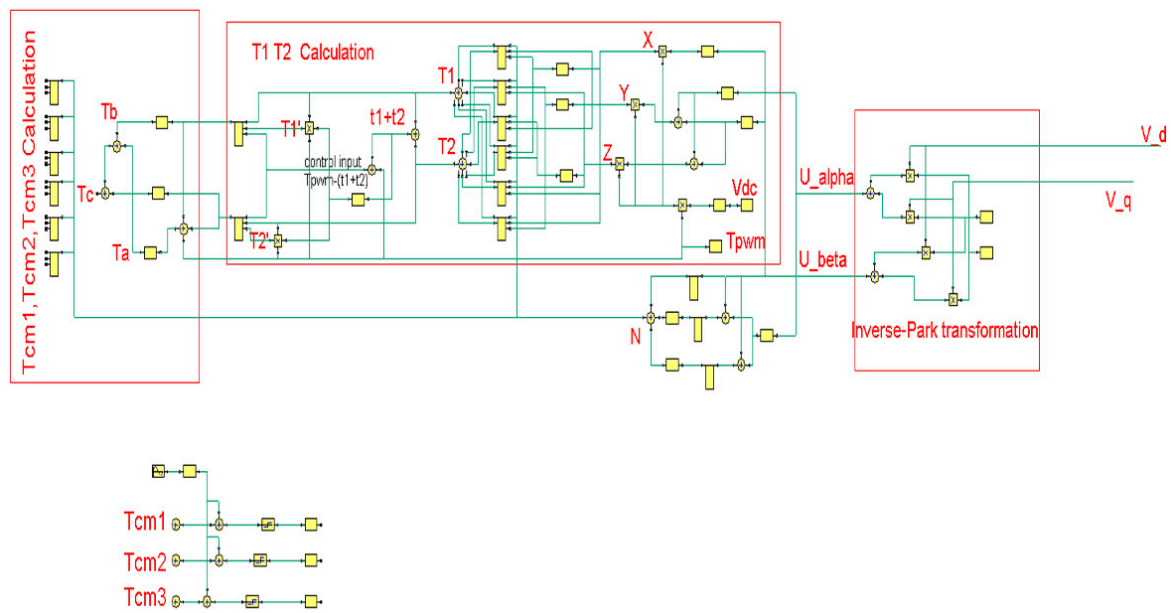 Tcm1,Tcm2,Tcm3 Calculation
T1 T2 Calculation
X
T1
Tb
Y
t1+t2
T1'
T2
V_d
control input
Tpwm-(t1+t2)
Z
U_alpha
Tc
Vdc
V_q
T2'
Ta
Tpwm
U_beta
N
Inverse-Park transformation
Tcm1
Tcm2
Tcm3